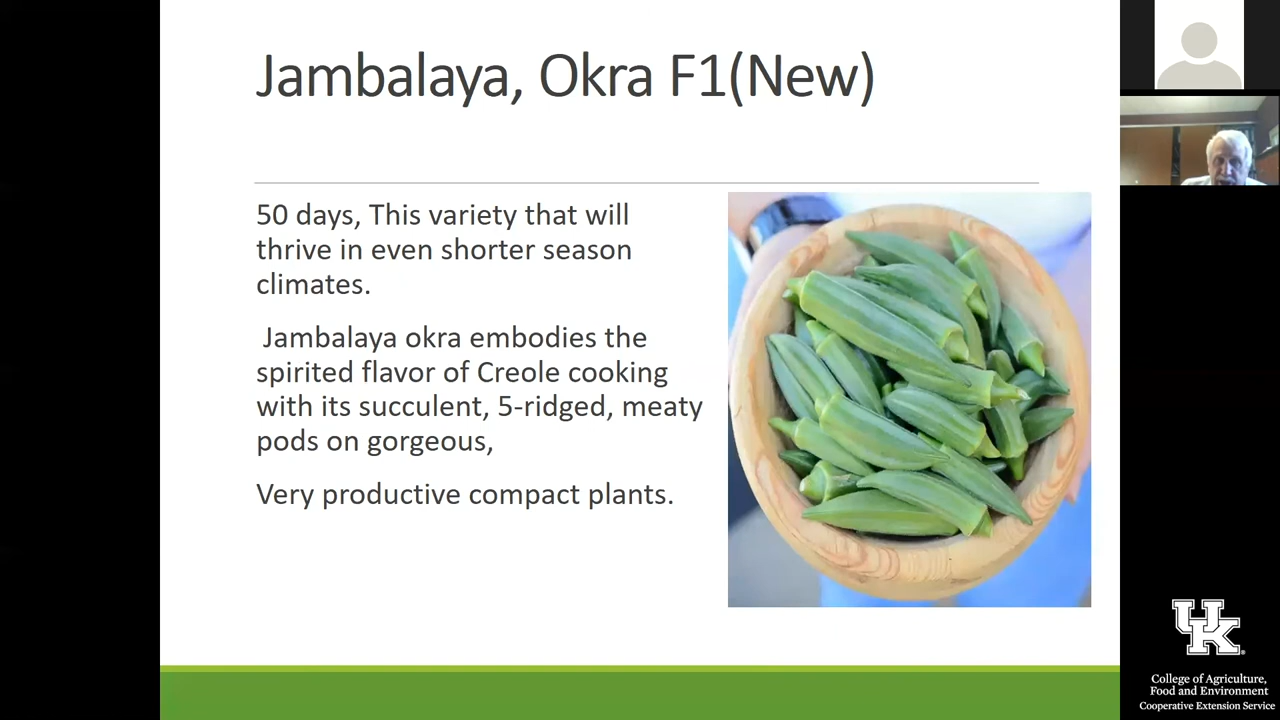 Jambalaya, Okra F1(New)
50 days, This variety that will
thrive in even shorter season
climates.
Jambalaya okra embodies the
spirited flavor of Creole cooking
with its succulent, 5-ridged, meaty
pods on gorgeous,
Very productive compact plants.
UK
College of Agriculture,
Food and Environment
Cooperative Extension Service